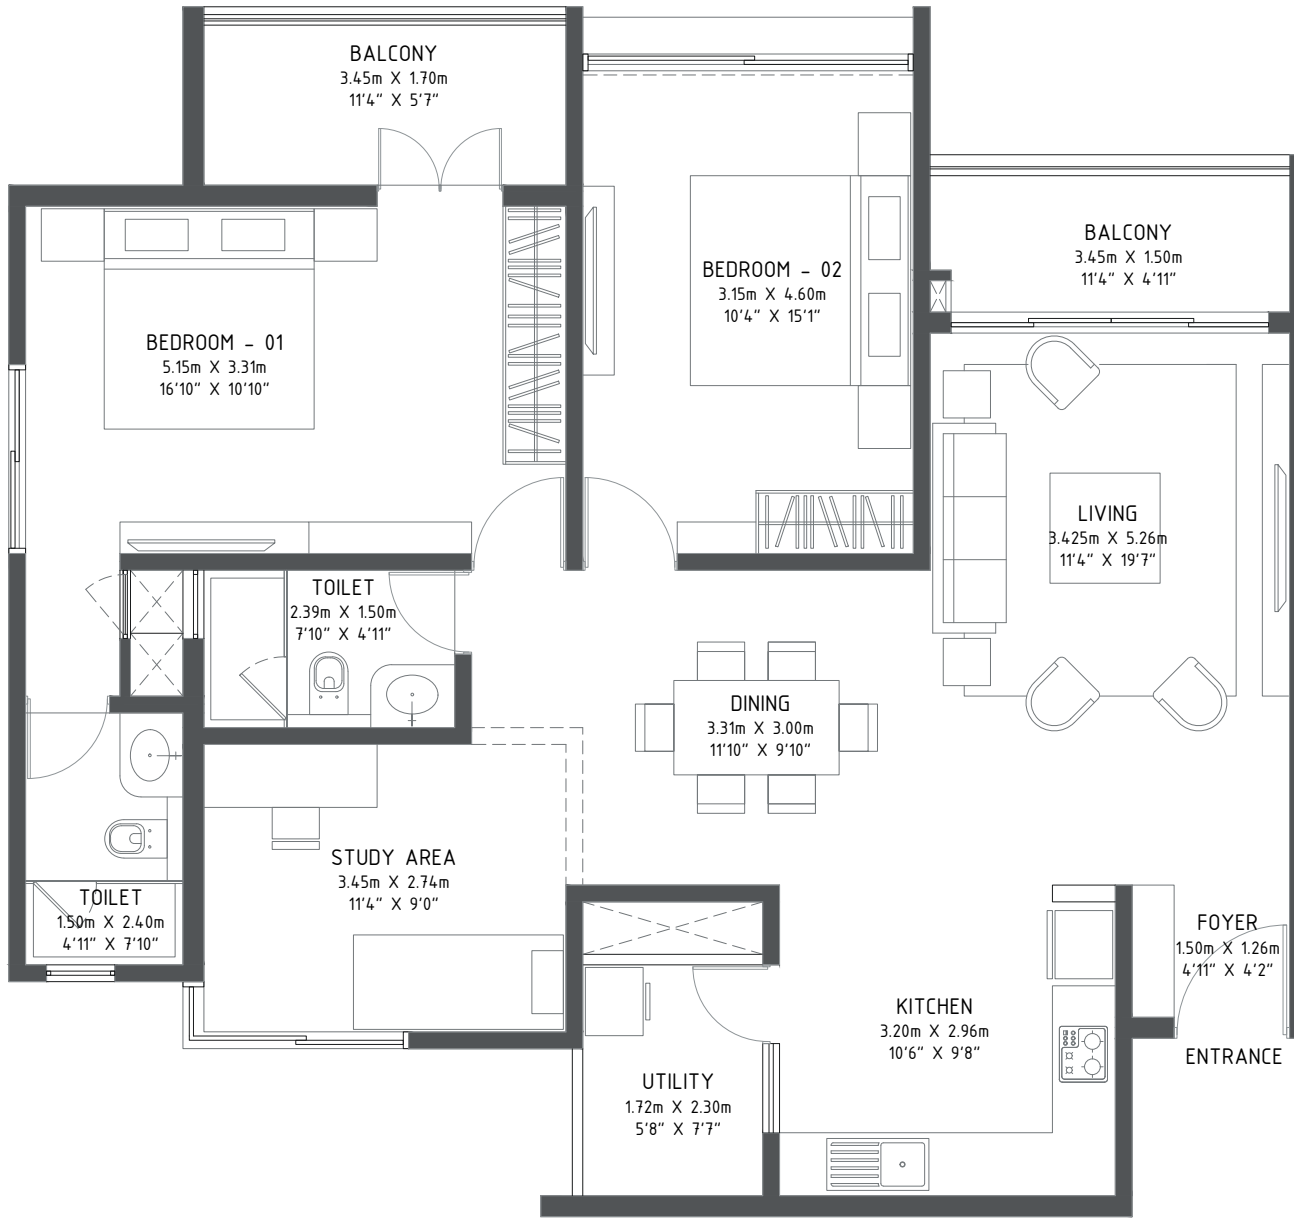 BALCONY
3.45m X 1.70m
11'4" X 5'7"
BALCONY
3.45m X 1.50m
11'4" X 4'11"
BEDROOM - 02
3.15m X 4.60m
10'4" X 15'1"
BEDROOM - 01
5.15m X 3.31m
16'10" X 10'10"
LIVING
3.425m X 5.26m
11'4" X 19'7"
TOILET
2.39m X 1.50m
7'10" X 4'11"
DINING
3.31m X 3.00m
11'10" X 9'10"
STUDY AREA
3.45m X 2.74m
11'4" X 9'0"
TOILET
1.50m X 2.40m
4'11" X 7'10"
FOYER
1.50m X 1.26m
4'11" X 4'2"
KITCHEN
3.20m X 2.96m
10'6" X 9'8"
ENTRANCE
UTILITY
1.72m X 2.30m
5'8" X 7'7"